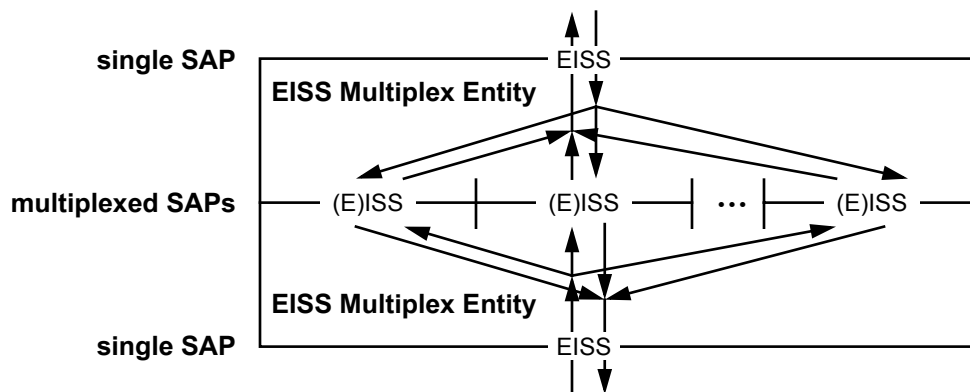 single SAP
EISS
EISS Multiplex Entity
multiplexed SAPs
(E)ISS
(E)ISS
...
(E)ISS
EISS Multiplex Entity
single SAP
EISS